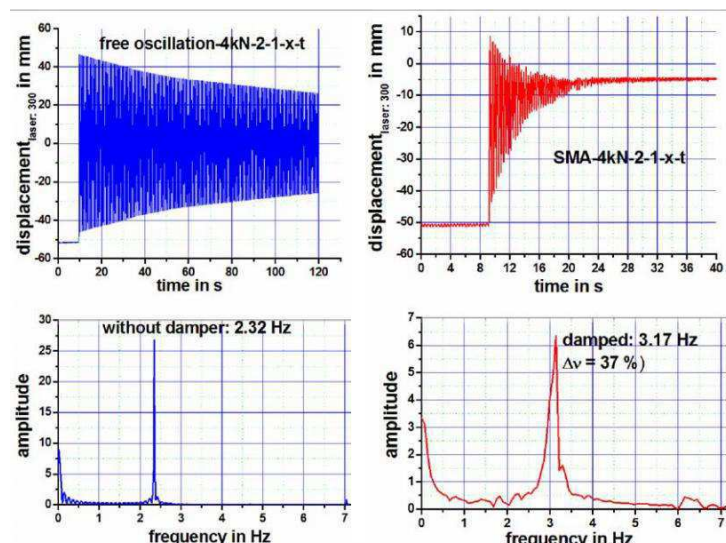 free oscillation-4kN-2-1-x-t
displacement laser: 300 in mm
60
40
20
0
-20
-40
-60
0 20 40 60 80 100 120
time in s
SMA-4kN-2-1-x-t
displacement laser: 300 in mm
10
0
-10
-20
-30
-40
-50
-60
0 4 8 12 16 20 24 28 32 36 40
time in s
without damper: 2.32 Hz
amplitude
30
25
20
15
10
5
0
0 1 2 3 4 5 6 7
frequency in Hz
damped: 3.17 Hz
Δν = 37 %)
amplitude
7
6
5
4
3
2
1
0
0 1 2 3 4 5 6 7
frequency in Hz